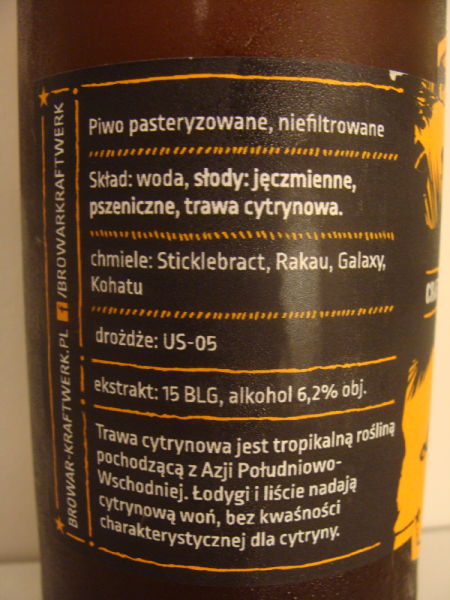 Piwo pasteryzowane, niefiltrowane
Skład: woda, słody: jęczmienne,
pszeniczne, trawa cytrynowa.
chmiele: Sticklebract, Rakau, Galaxy,
Kohatu
drożdże: US-05
ekstrakt: 15 BLG, alkohol 6,2% obj.
Trawa cytrynowa jest tropikalną rośliną
pochodzącą z Azji Południowo-
Wschodniej. Łodygi i liście nadają
cytrynową woń, bez kwaśności
charakterystycznej dla cytryny.
BROWAR-KRAFTWERK.PL f/BROWARKRAFTWERK